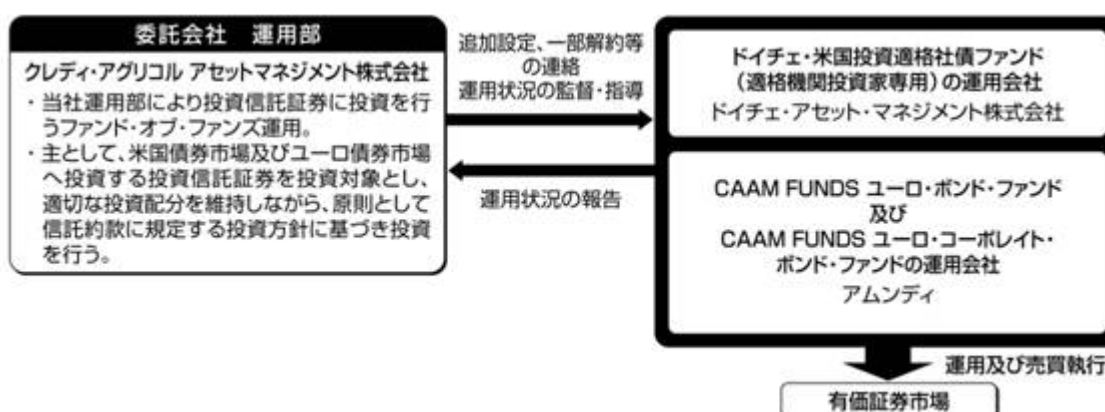 委託会社　運用部
クレディ・アグリコル アセットマネジメント株式会社
・当社運用部により投資信託証券に投資を行
うファンド・オブ・ファンズ運用。
・主として、米国債券市場及びユーロ債券市場
へ投資する投資信託証券を投資対象とし、
適切な投資配分を維持しながら、原則として
信託約款に規定する投資方針に基づき投資
を行う。
追加設定、一部解約等
の連絡
運用状況の監督・指導
運用状況の報告
ドイチェ・米国投資適格社債ファンド
（適格機関投資家専用）の運用会社
ドイチェ・アセット・マネジメント株式会社
CAAM FUNDS ユーロ・ボンド・ファンド
及び
CAAM FUNDS ユーロ・コーポレイト・
ボンド・ファンドの運用会社
アムンディ
運用及び売買執行
有価証券市場